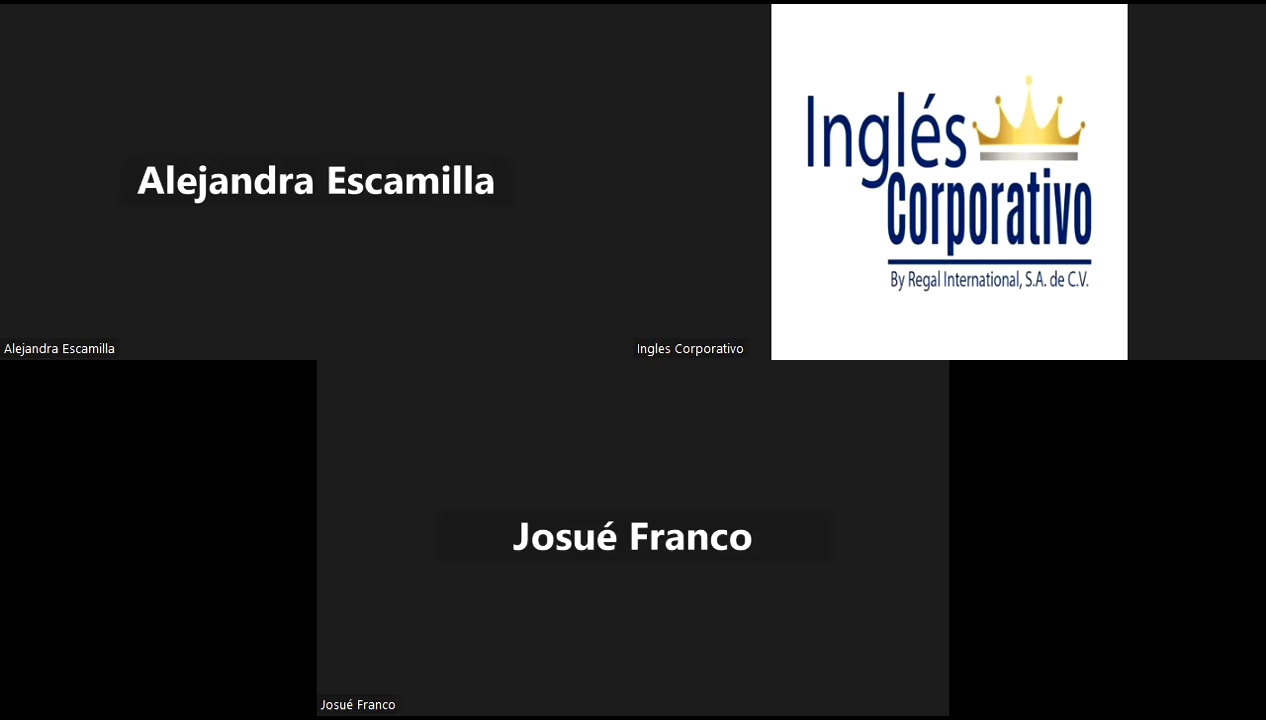 Alejandra Escamilla
Alejandra Escamilla
Inglés
Corporativo
By Regal International, S.A. de C.V.
Ingles Corporativo
Josué Franco
Josué Franco